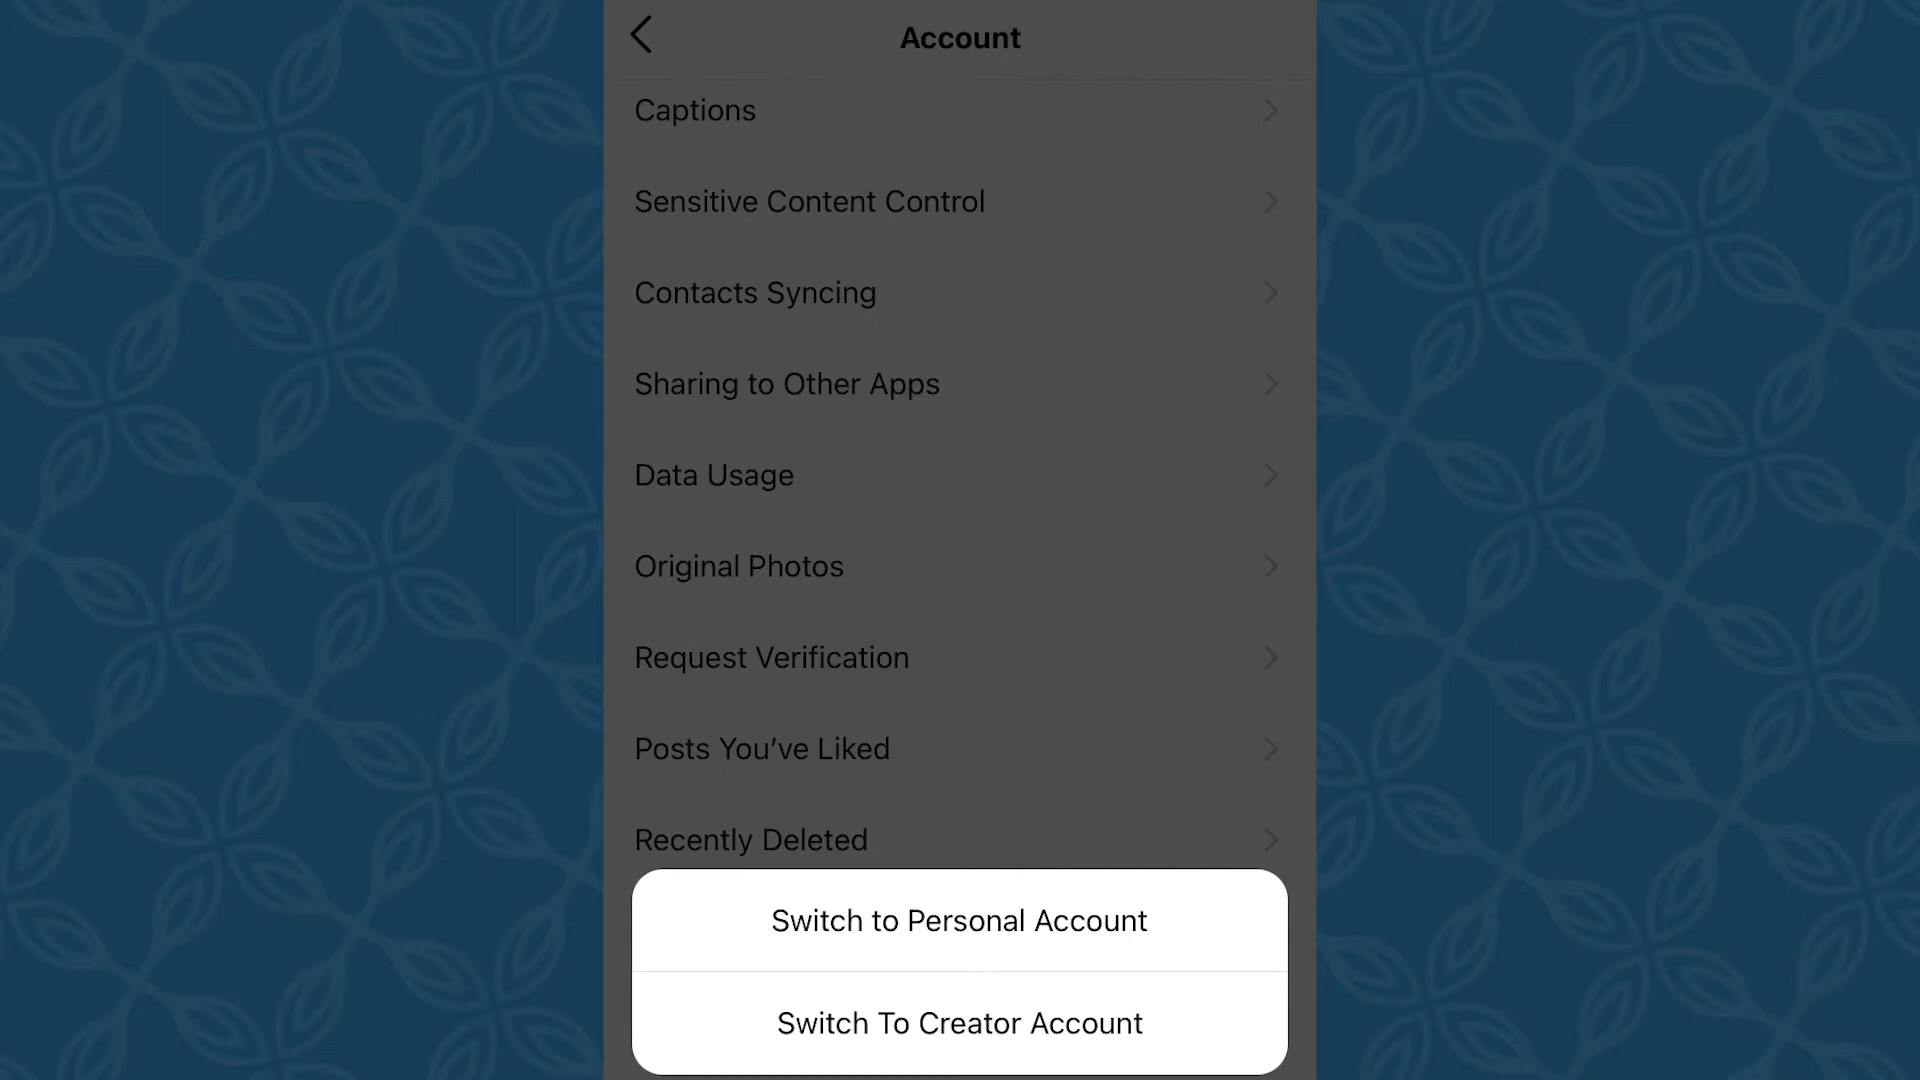 Account
Captions
Sensitive Content Control
Contacts Syncing
Sharing to Other Apps
Data Usage
Original Photos
Request Verification
Posts You’ve Liked
Recently Deleted
Switch to Personal Account
Switch To Creator Account